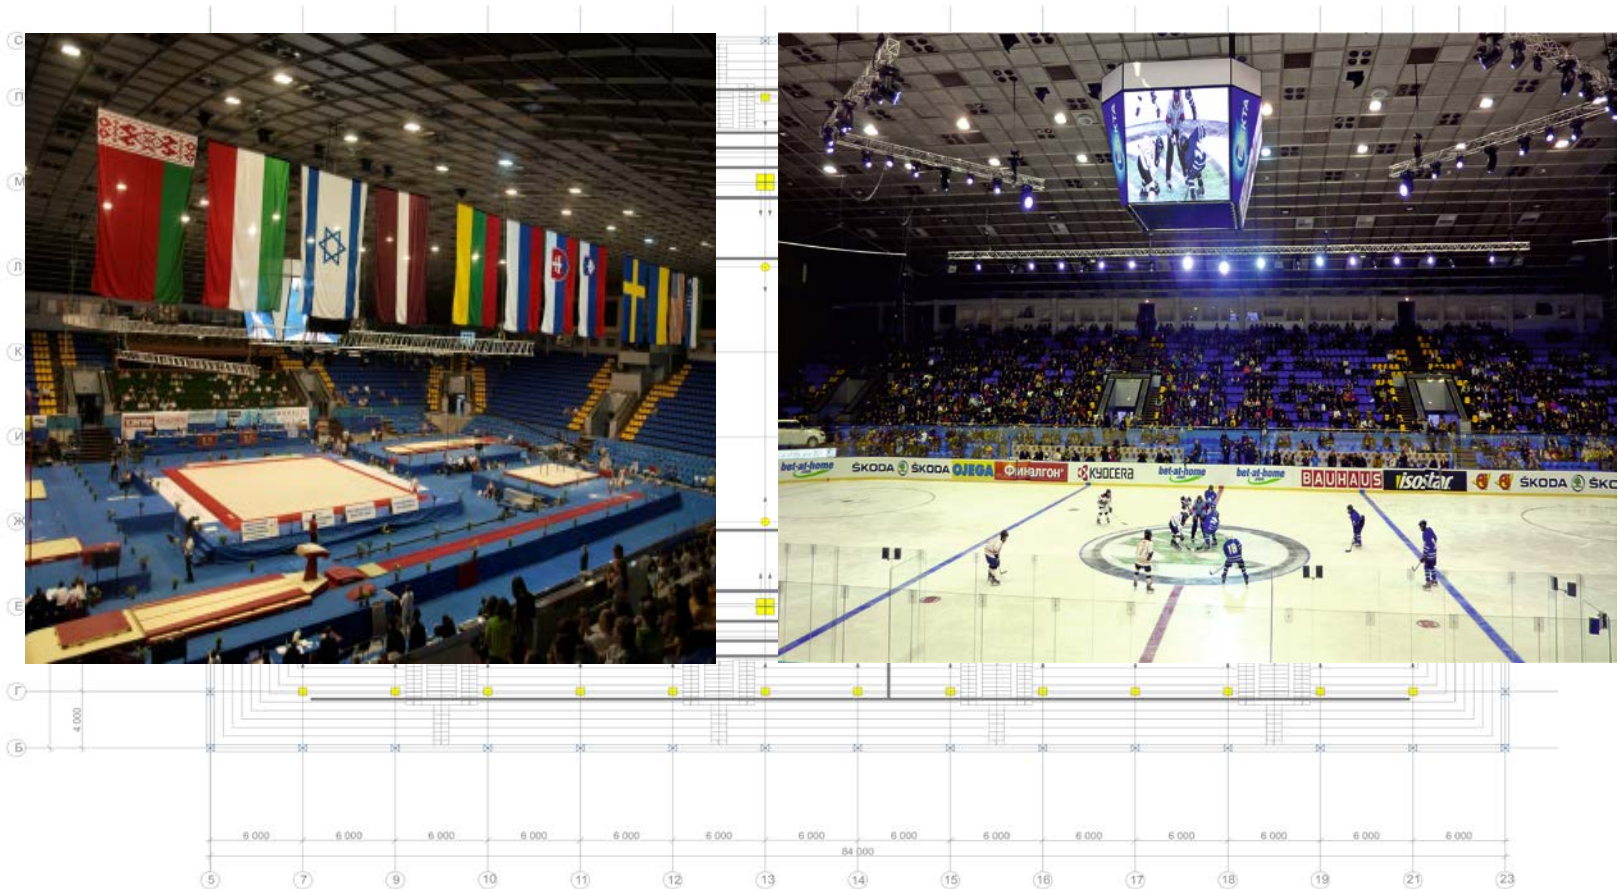 С
П
М
Л
К
И
Ж
Е
Г
Б
4 000
ОКТА
bet-at-home
ŠKODA
ŠKODA
OJEGA
ФИНАЛГОН®
KYOCERA
bet-at-home
bet-at-home
BAUHAUS
isostar
ŠKODA
ŠKO
18
6 000 6 000 6 000 6 000 6 000 6 000 6 000 6 000 6 000 6 000 6 000 6 000 6 000 6 000
84 000
5 7 9 10 11 12 13 14 15 16 17 18 19 21 23